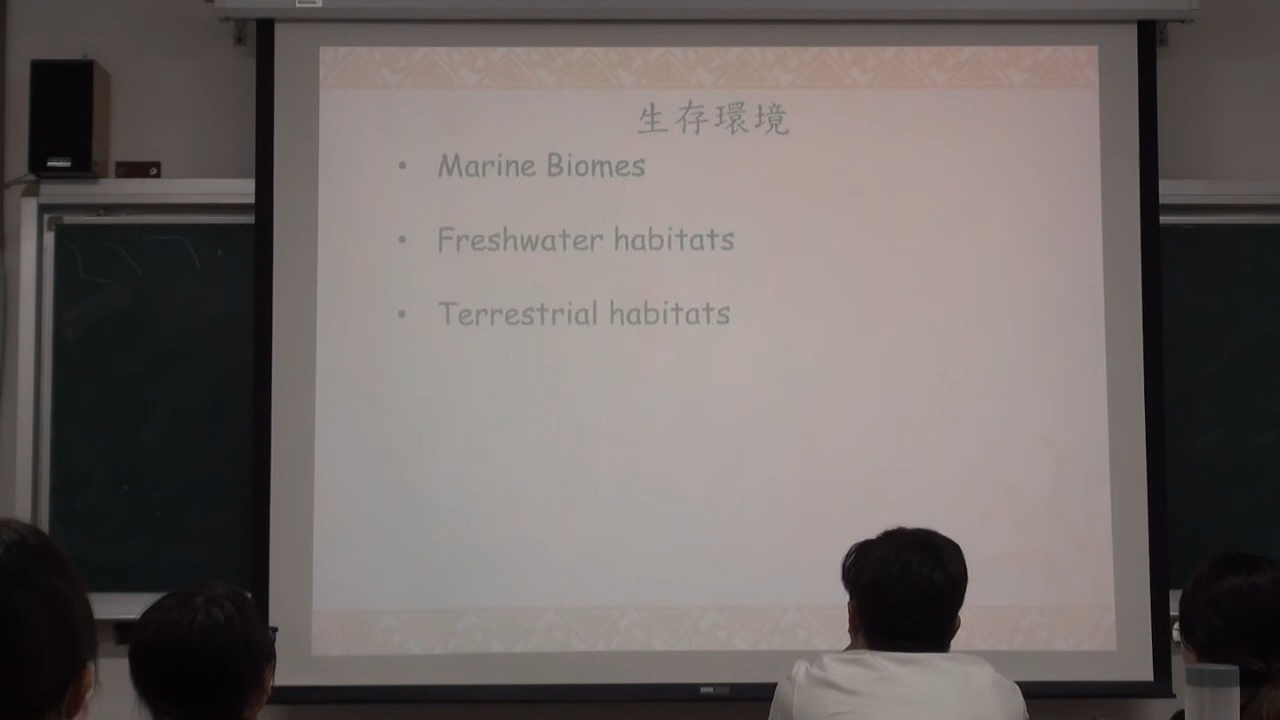 生存環境
• Marine Biomes
• Freshwater habitats
• Terrestrial habitats